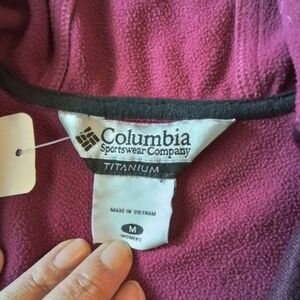 Columbia
Sportswear Company
TITANIUM
MADE IN VIETNAM
M
WOMEN'S